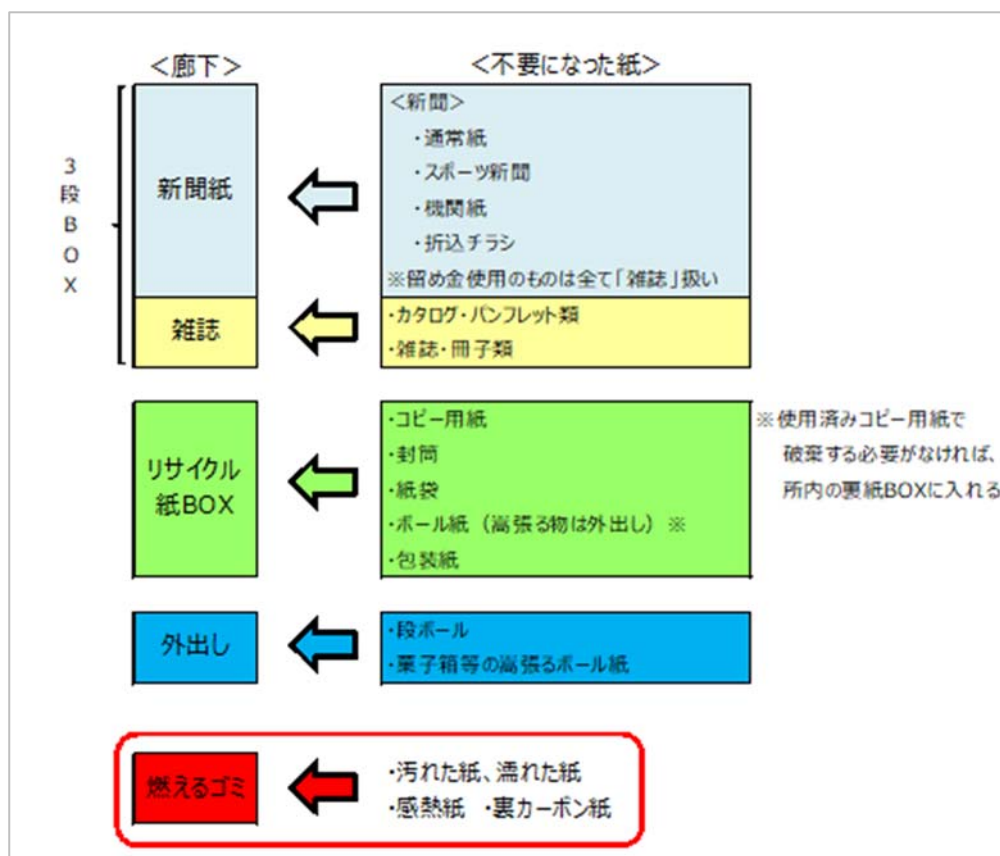 ＜廊下＞
＜不要になった紙＞
3段BOX
新聞紙
＜新聞＞
・通常紙
・スポーツ新聞
・機関紙
・折込チラシ
※留め金使用のものは全て「雑誌」扱い
雑誌
・カタログ・パンフレット類
・雑誌・冊子類
リサイクル
紙BOX
・コピー用紙
・封筒
・紙袋
・ボール紙（嵩張る物は外出し）※
・包装紙
※使用済みコピー用紙で
破棄する必要がなければ、
所内の裏紙BOXに入れる
外出し
・段ボール
・菓子箱等の嵩張るボール紙
燃えるゴミ
・汚れた紙、濡れた紙
・感熱紙　・裏カーボン紙